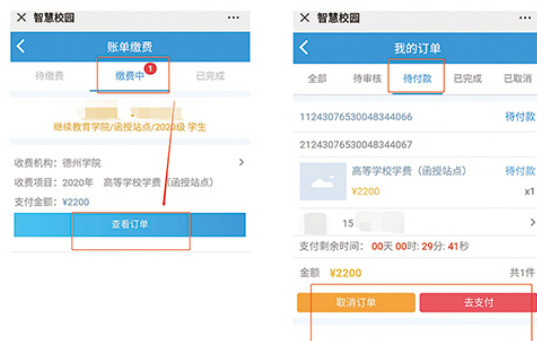 智慧校园
账单缴费
待缴费 缴费中 1 已完成
继续教育学院/函授站点/2020级 学生
收费机构：德州学院
收费项目：2020年 高等学校学费（函授站点）
支付金额：¥2200
查看订单
智慧校园
我的订单
全部 待审核 待付款 已完成 已取消
11243076530048344066 待付款
21243076530048344067
高等学校学费（函授站点） 待付款
¥2200 x1
15
支付剩余时间： 00天 00时: 29分: 41秒
金额 ¥2200 共1件
取消订单 去支付